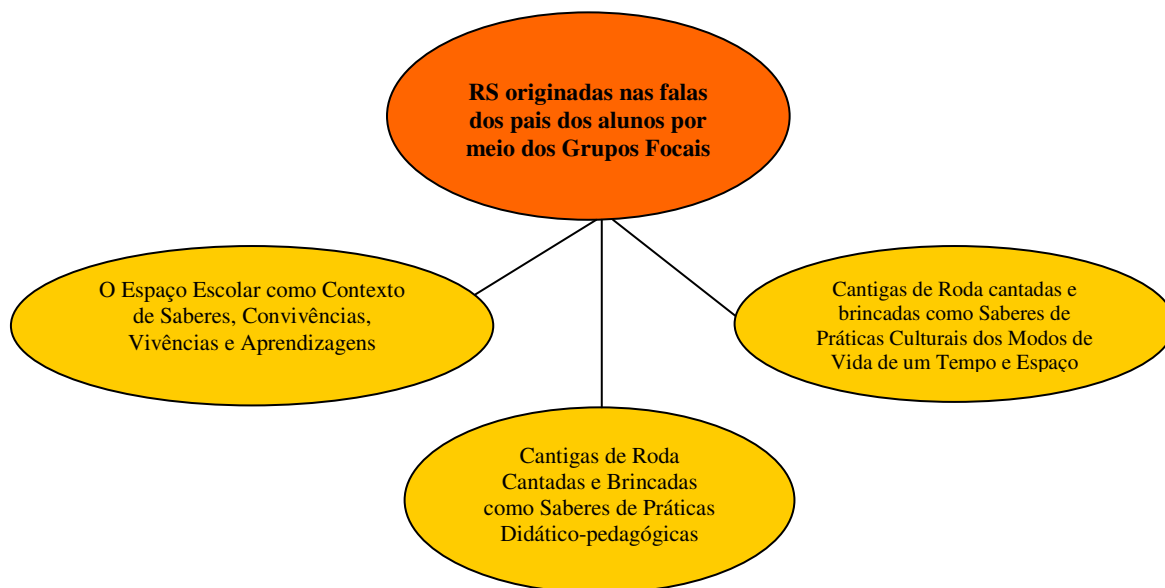 RS originadas nas falas
dos pais dos alunos por
meio dos Grupos Focais
O Espaço Escolar como Contexto
de Saberes, Convivências,
Vivências e Aprendizagens
Cantigas de Roda cantadas e
brincadas como Saberes de
Práticas Culturais dos Modos de
Vida de um Tempo e Espaço
Cantigas de Roda
Cantadas e Brincadas
como Saberes de Práticas
Didático-pedagógicas